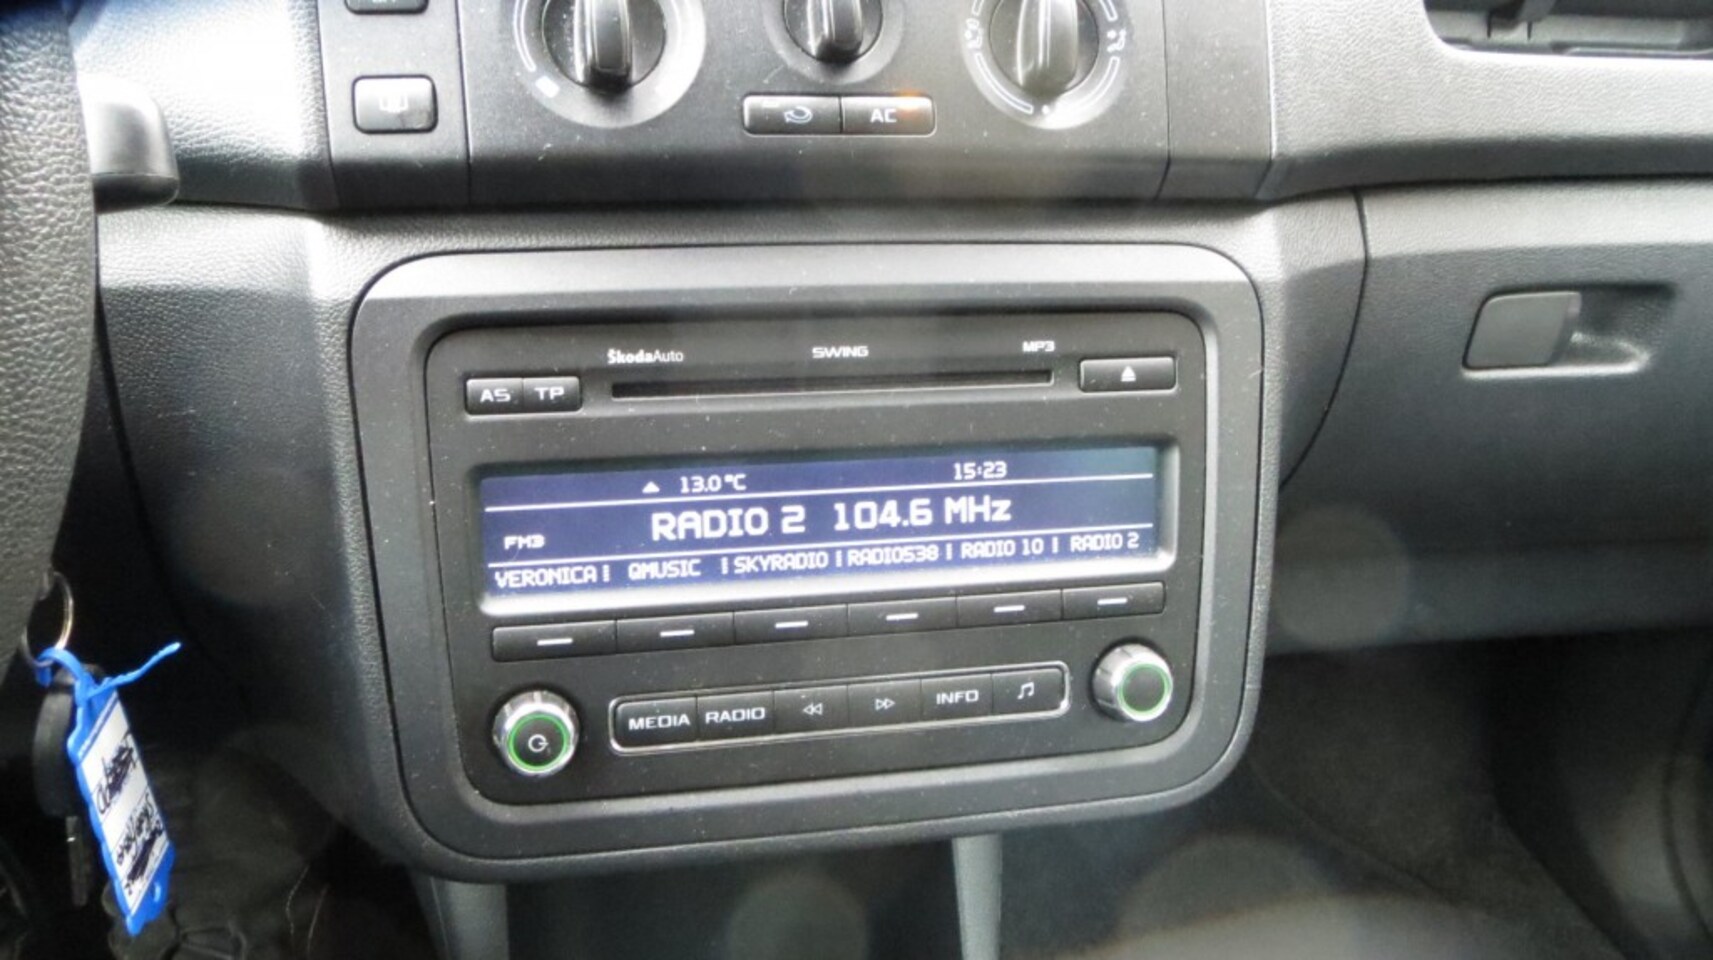 AC
ŠkodaAuto SWING MP3
AS TP
13.0 °C 15:23
FM3 RADIO 2 104.6 MHz
VERONICA | QMUSIC | SKYRADIO | RADIO538 | RADIO 10 | RADIO 2
MEDIA RADIO INFO